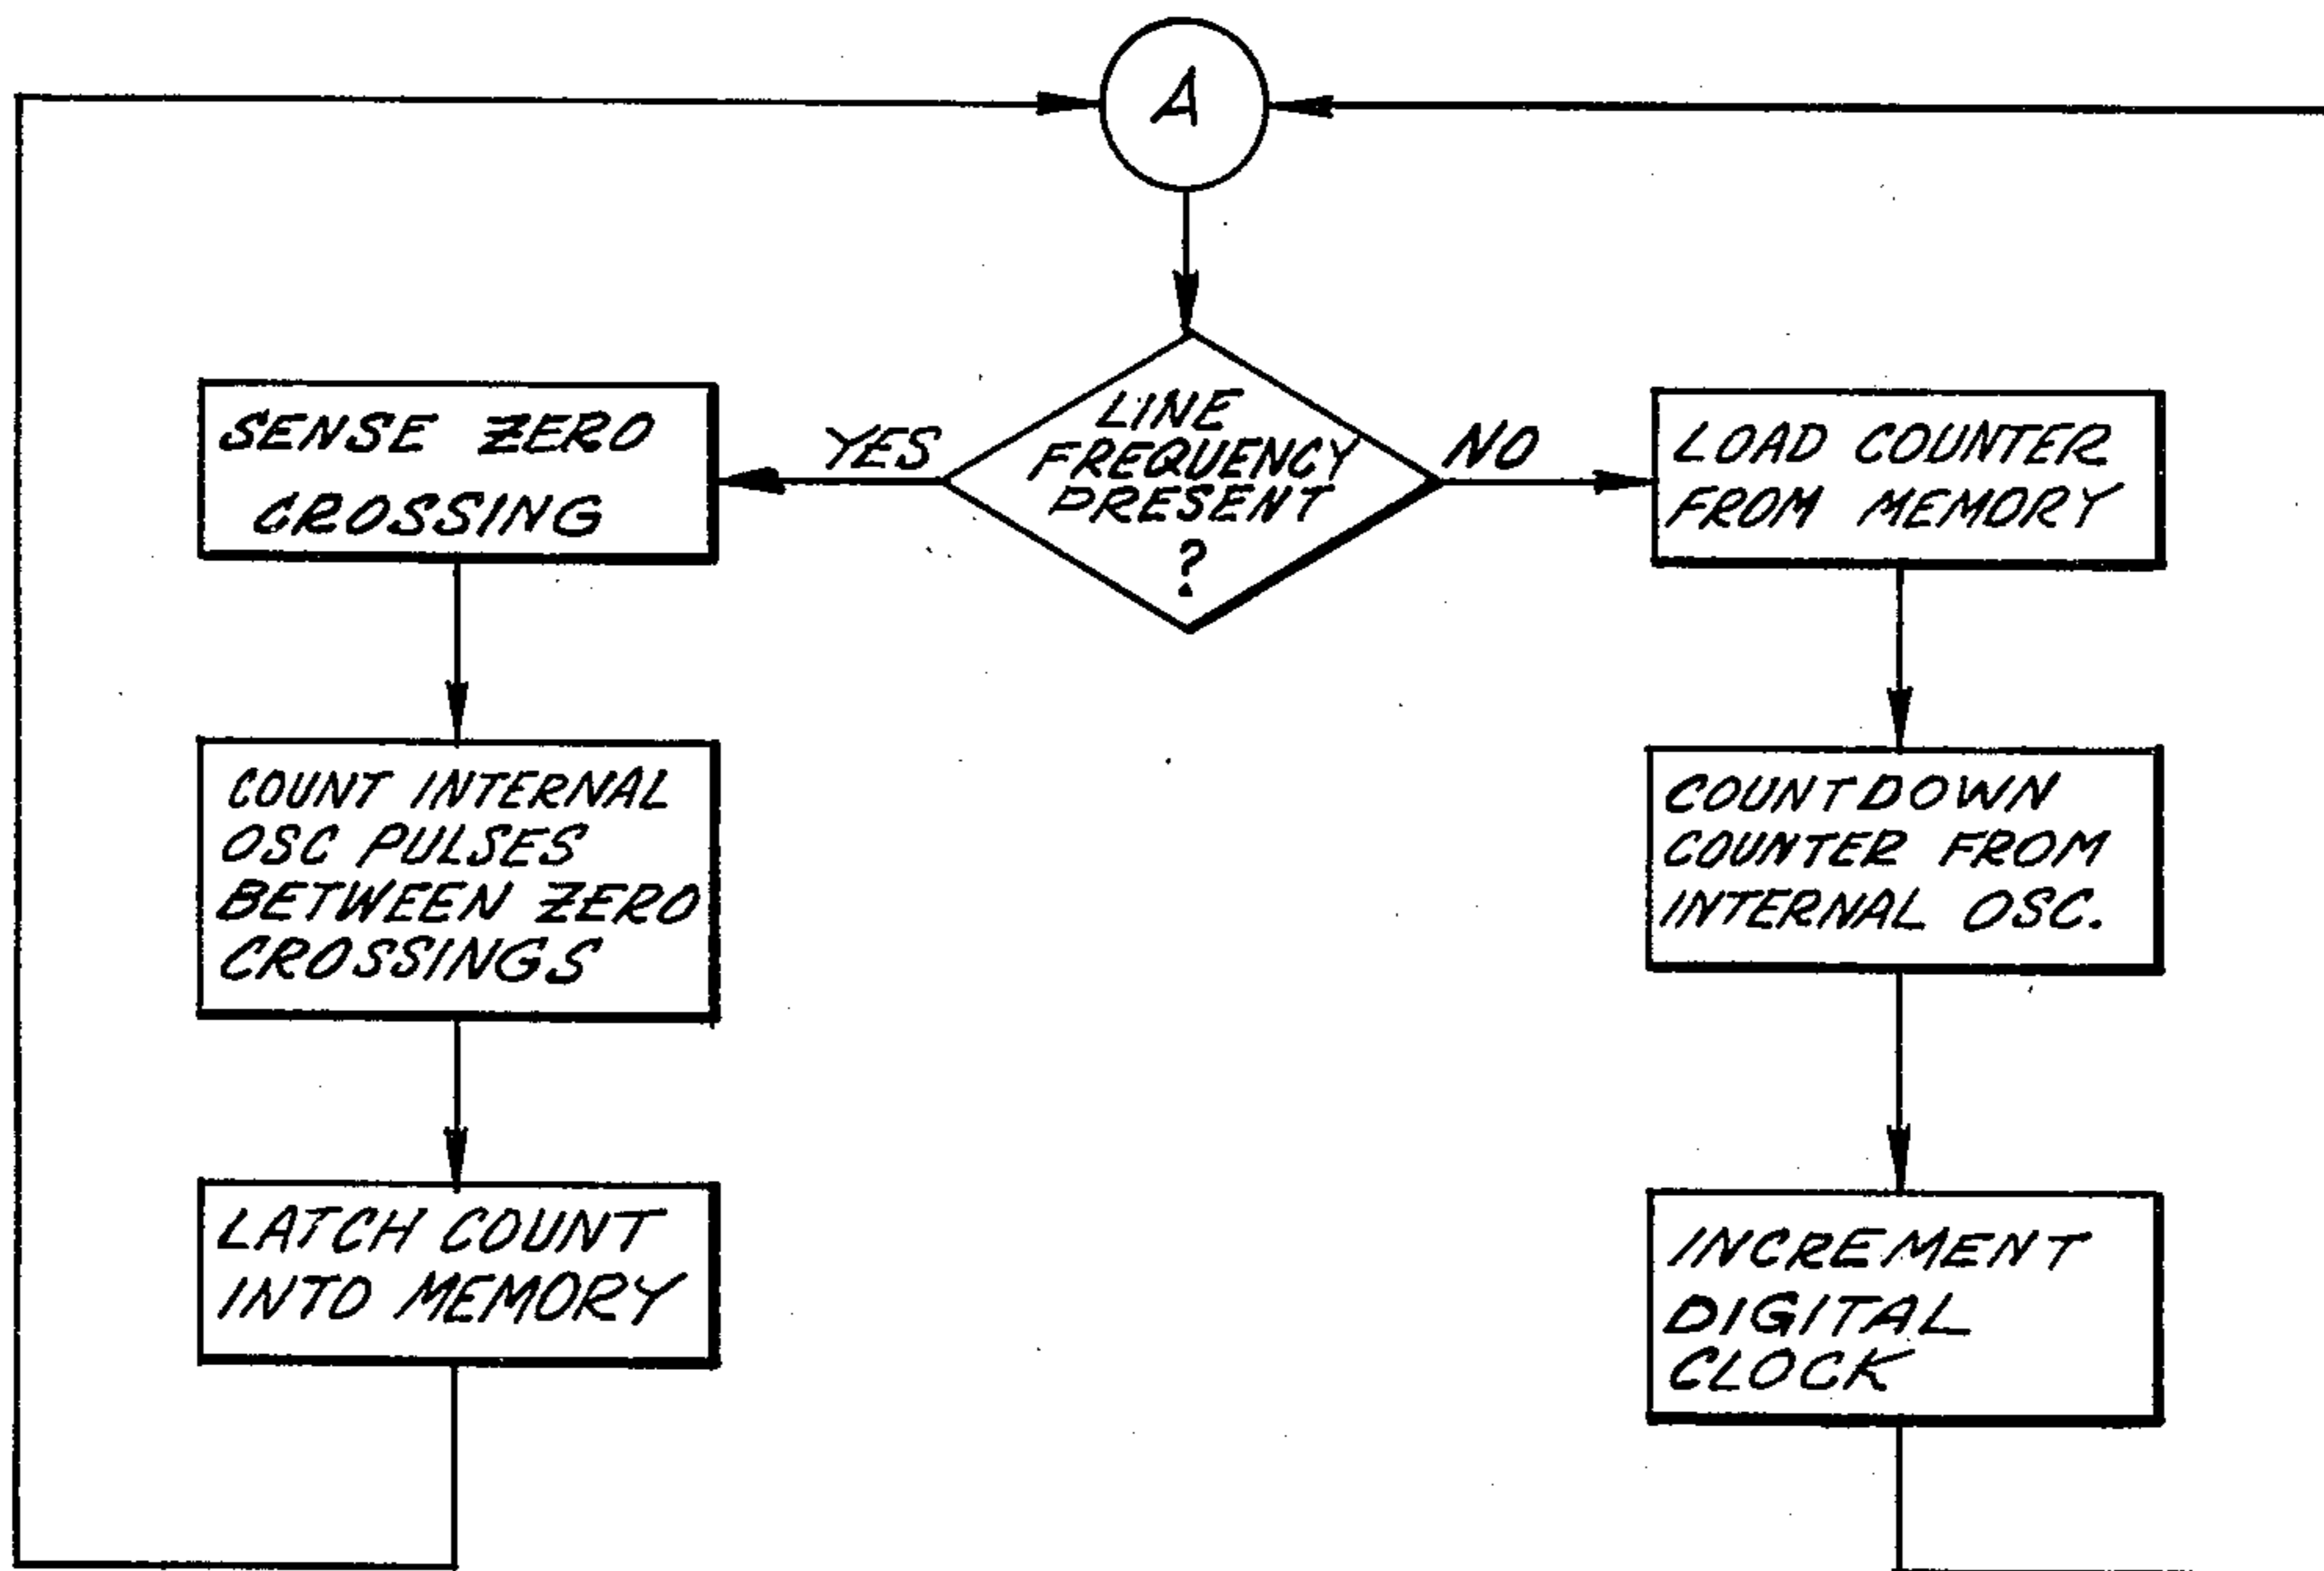 A
LINE
FREQUENCY
PRESENT
?
YES
NO
SENSE ZERO
CROSSING
COUNT INTERNAL
OSC PULSES
BETWEEN ZERO
CROSSINGS
LATCH COUNT
INTO MEMORY
LOAD COUNTER
FROM MEMORY
COUNTDOWN
COUNTER FROM
INTERNAL OSC.
INCREMENT
DIGITAL
CLOCK